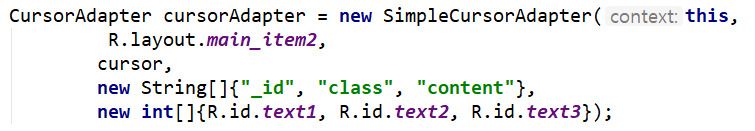 CursorAdapter cursorAdapter = new SimpleCursorAdapter( context: this,
R.layout.main_item2,
cursor,
new String[]{"_id", "class", "content"},
new int[]{R.id.text1, R.id.text2, R.id.text3});